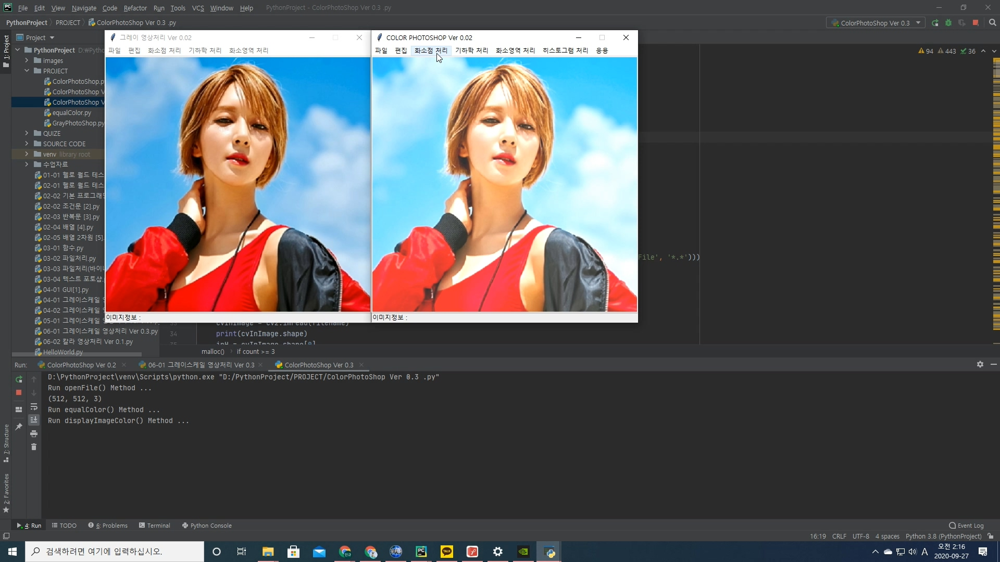 PC File Edit View Navigate Code Refactor Run Tools VCS Window Help PythonProject - ColorPhotoShop Ver 0.3 .py
PythonProject PROJECT ColorPhotoShop Ver 0.3 .py ColorPhotoShop Ver 0.3
1: Project
Project
PythonProject D:₩Pytho
images
PROJECT
ColorPhotoShop.p
ColorPhotoShop V
ColorPhotoShop V
equalColor.py
GrayPhotoShop.py
QUIZE
SOURCE CODE
venv library root
수업자료
01-01 헬로 월드 테스
02-01 헬로 월드 테스
02-02 기본 프로그래밍
02-02 조건문 [2].py
02-03 반복문 [3].py
02-04 배열 [4].py
02-05 배열 2차원 [5].
03-01 함수.py
03-02 파일처리.py
03-03 파일처리(바이너
03-04 텍스트 포토샵.
04-01 GUI[1].py
04-01 그레이스케일
04-02 그레이스케일
05-01 그레이스케일
06-01 그레이스케일 영상처리 Ver 0.3.py
06-02 칼라 영상처리 Ver 0.1.py
HelloWorld.py
그레이 영상처리 Ver 0.02
파일 편집 화소점 처리 기하학 처리 화소영역 처리
이미지정보 :
COLOR PHOTOSHOP Ver 0.02
파일 편집 화소점 처리 기하학 처리 화소영역 처리 히스토그램 처리 응용
이미지정보 :
94 443 36
File', '*.*')))
33 cvInImage = cv2.imread(filename)
34 print(cvInImage.shape)
35 inH = cvInImage.shape[0]
malloc() if count >= 3
Run: ColorPhotoShop Ver 0.2 06-01 그레이스케일 영상처리 Ver 0.3 ColorPhotoShop Ver 0.3
D:\PythonProject\venv\Scripts\python.exe "D:/PythonProject/PROJECT/ColorPhotoShop Ver 0.3 .py"
Run openFile() Method ...
(512, 512, 3)
Run equalColor() Method ...
Run displayImageColor() Method ...
7: Structure
2: Favorites
4: Run TODO 6: Problems Terminal Python Console Event Log
16:19 CRLF UTF-8 4 spaces Python 3.8 (PythonProject)
검색하려면 여기에 입력하십시오.
PC
TALK
A
오전 2:16
2020-09-27